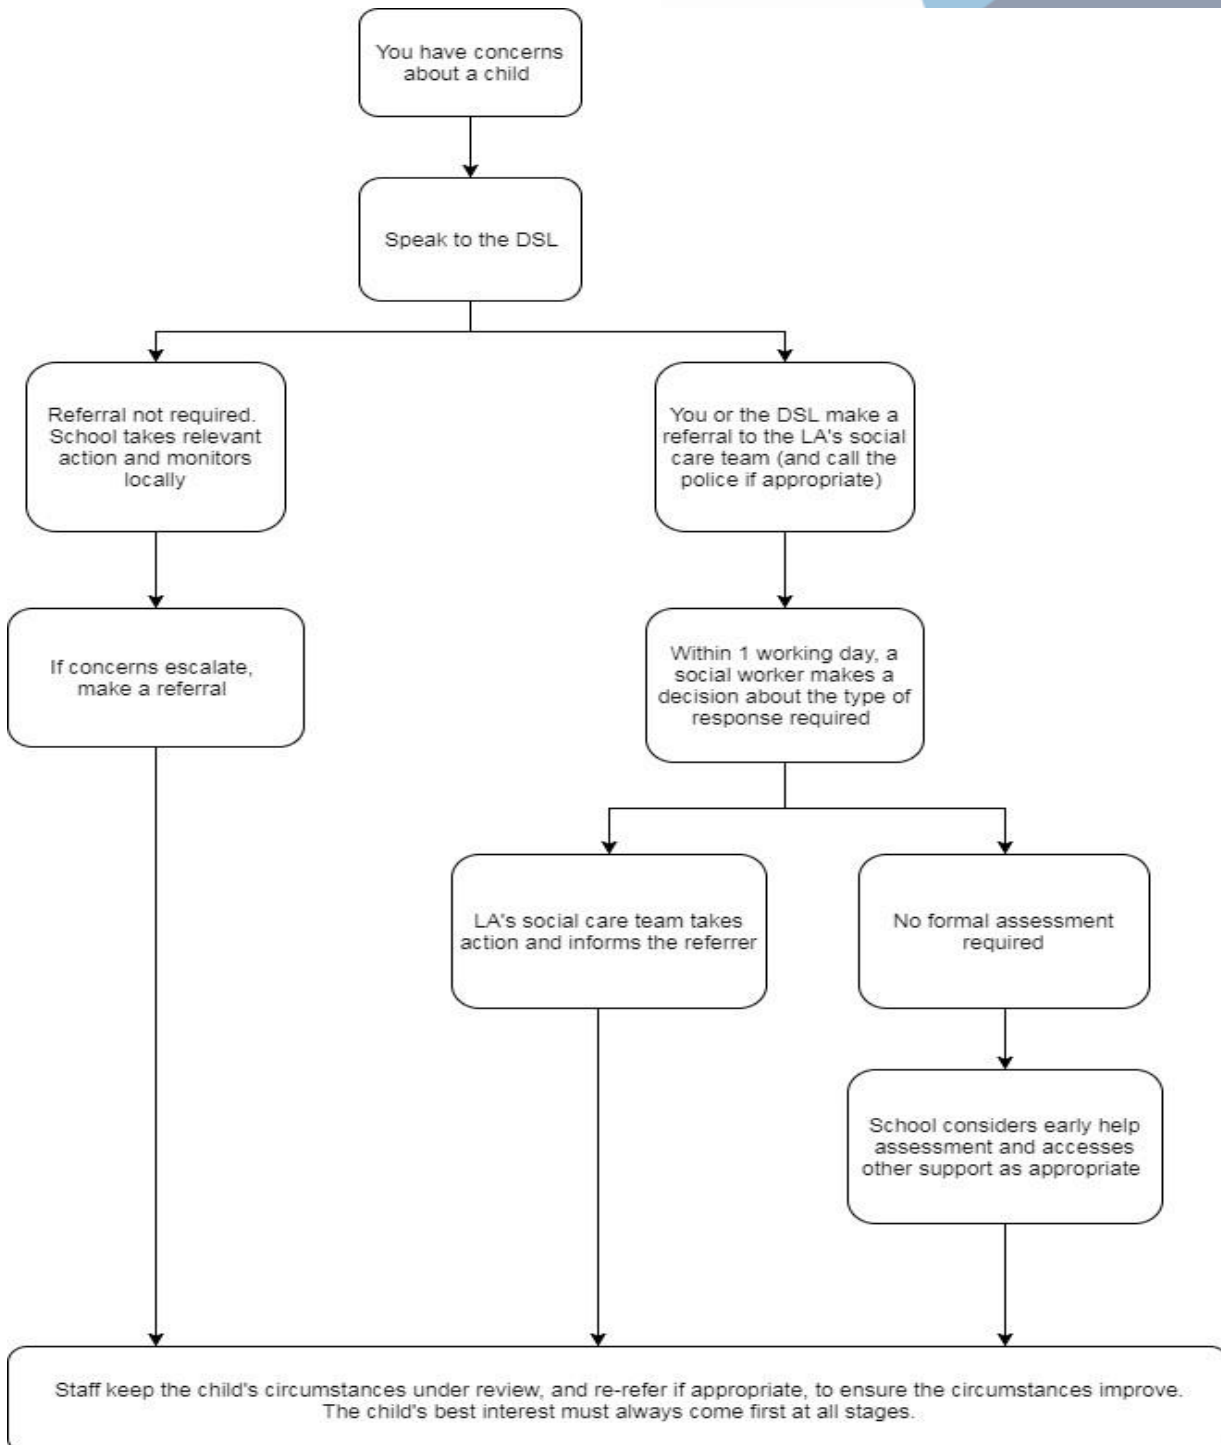 You have concerns
about a child
Speak to the DSL
Referral not required.
School takes relevant
action and monitors
locally
You or the DSL make a
referral to the LA's social
care team (and call the
police if appropriate)
If concerns escalate,
make a referral
Within 1 working day, a
social worker makes a
decision about the type of
response required
LA's social care team takes
action and informs the referrer
No formal assessment
required
School considers early help
assessment and accesses
other support as appropriate
Staff keep the child's circumstances under review, and re-refer if appropriate, to ensure the circumstances improve.
The child's best interest must always come first at all stages.